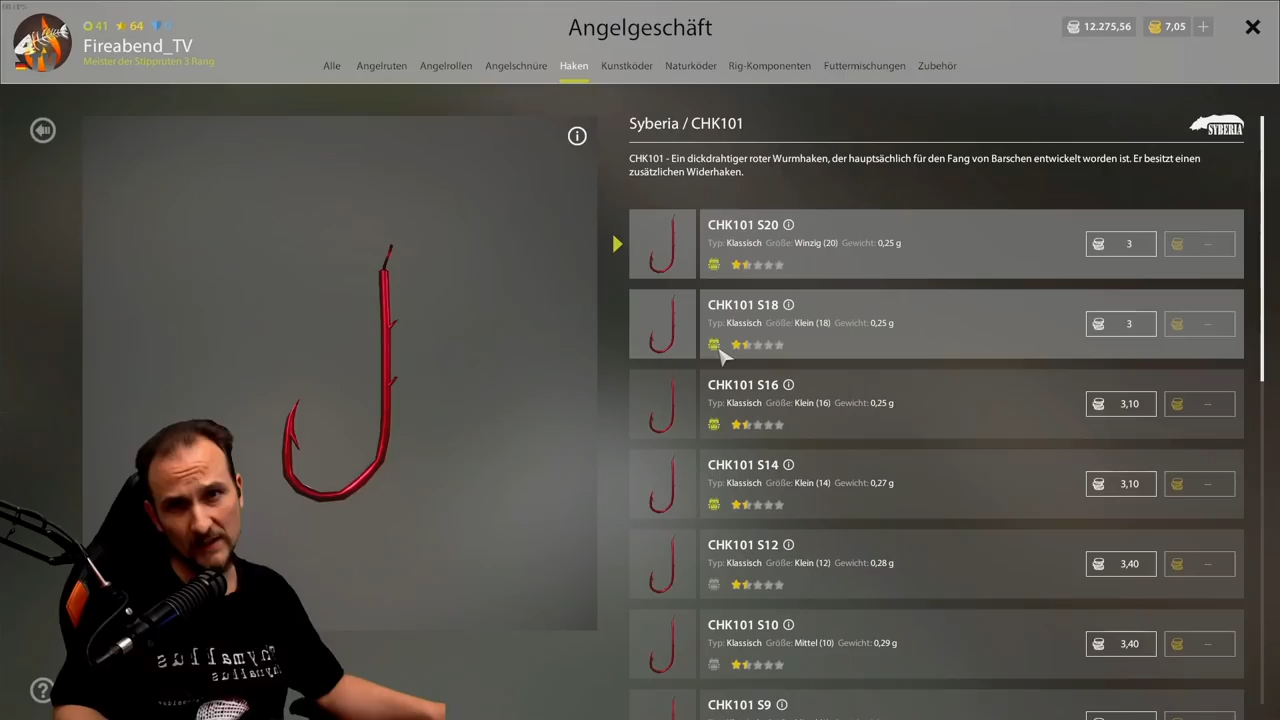 68 FPS
41 64
Fireabend_TV
Meister der Stippruten 3 Rang
Angelgeschäft
12.275,56 7,05 +
Alle Angelruten Angelrollen Angelschnüre Haken Kunstköder Naturköder Rig-Komponenten Futtermischungen Zubehör
Syberia / CHK101
SYBERIA
CHK101 - Ein dickdrahtiger roter Wurmhaken, der hauptsächlich für den Fang von Barschen entwickelt worden ist. Er besitzt einen
zusätzlichen Widerhaken.
CHK101 S20
Typ: Klassisch Größe: Winzig (20) Gewicht: 0,25 g
3 —
CHK101 S18
Typ: Klassisch Größe: Klein (18) Gewicht: 0,25 g
3 —
CHK101 S16
Typ: Klassisch Größe: Klein (16) Gewicht: 0,25 g
3,10 —
CHK101 S14
Typ: Klassisch Größe: Klein (14) Gewicht: 0,27 g
3,10 —
CHK101 S12
Typ: Klassisch Größe: Klein (12) Gewicht: 0,28 g
3,40 —
CHK101 S10
Typ: Klassisch Größe: Mittel (10) Gewicht: 0,29 g
3,40 —
CHK101 S9
Thymallus
Thymallus
?